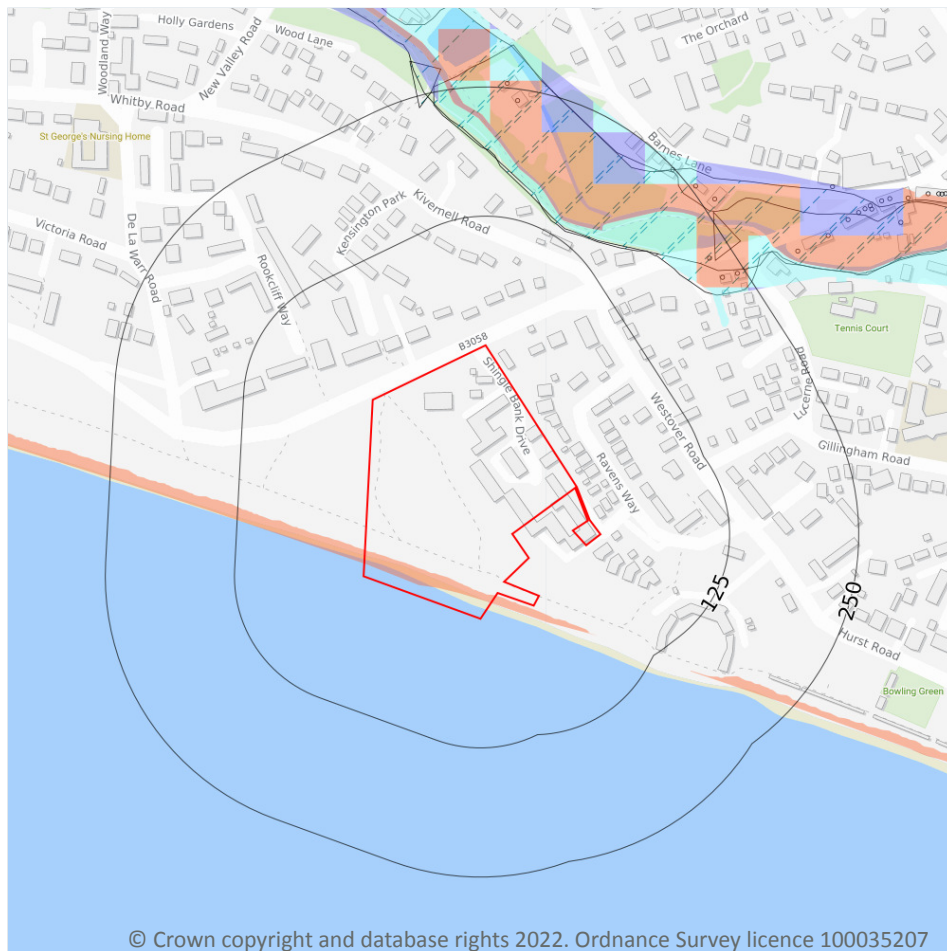 Holly Gardens
Wood Lane
The Orchard
Woodland Way
New Valley Road
Whitby Road
St George's Nursing Home
Barnes Lane
Kensington Park
Kivernell Road
Victoria Road
De La Warr Road
Rookcliff Way
B3058
Shingle Bank Drive
Tennis Court
Lucerne Road
Westover Road
Gillingham Road
Ravens Way
125
250
Hurst Road
Bowling Green
© Crown copyright and database rights 2022. Ordnance Survey licence 100035207